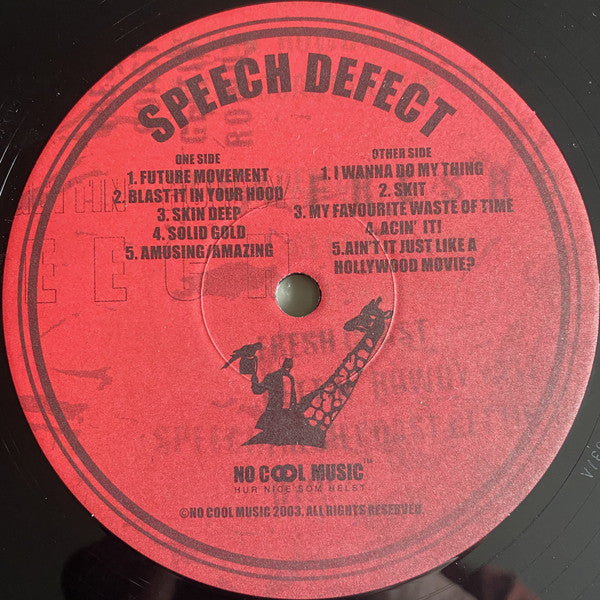 SPEECH DEFECT
ONE SIDE
1. FUTURE MOVEMENT
2. BLAST IT IN YOUR HOOD
3. SKIN DEEP
4. SOLID GOLD
5. AMUSING/AMAZING
OTHER SIDE
1. I WANNA DO MY THING
2. SKIT
3. MY FAVOURITE WASTE OF TIME
4. ACIN' IT!
5.AIN'T IT JUST LIKE A
HOLLYWOOD MOVIE?
NO COOL MUSIC™
HUR NICE SOM HELST
©NO COOL MUSIC 2003. ALL RIGHTS RESERVED.